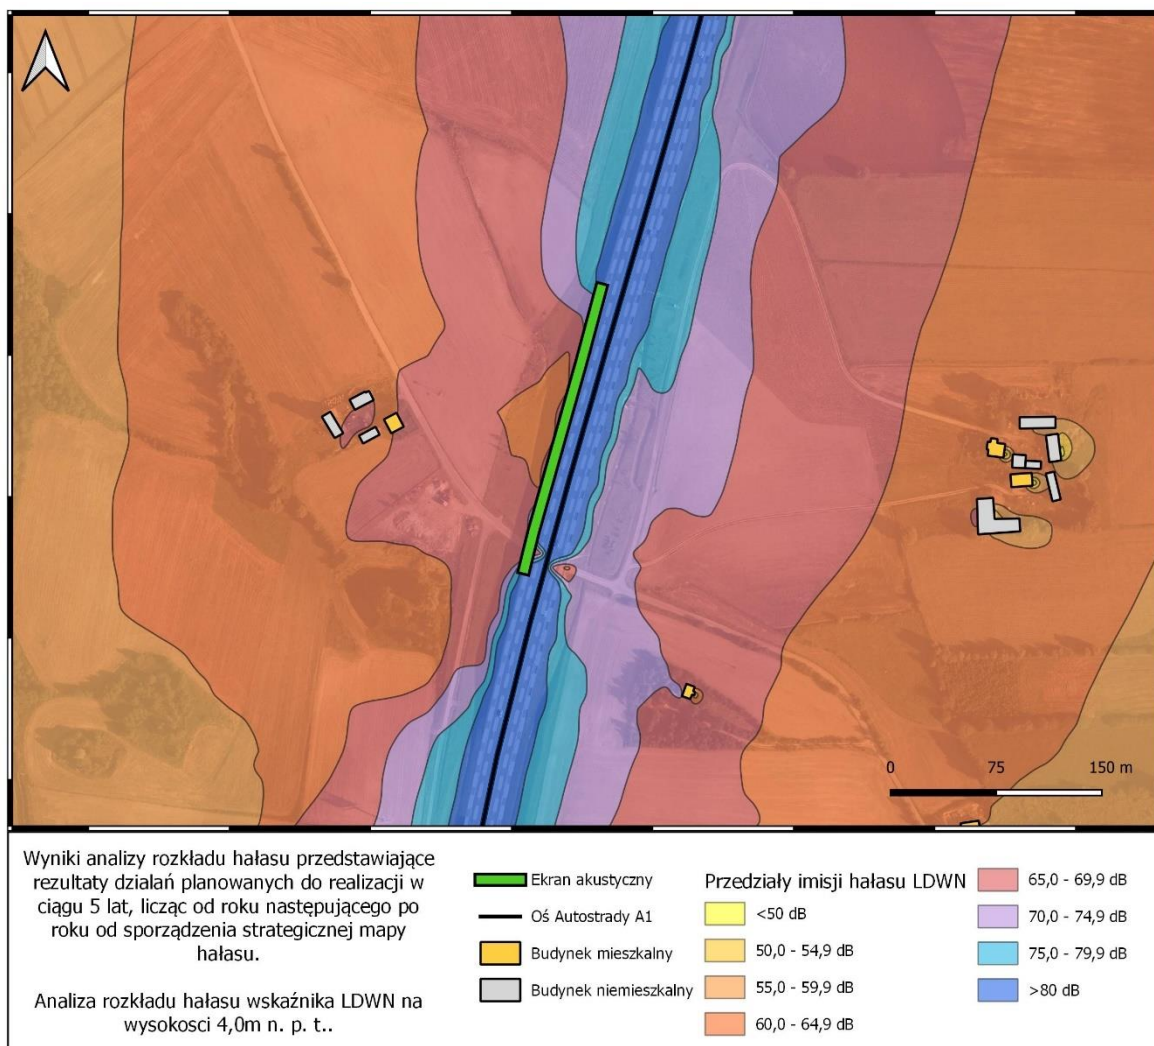 0 75 150 m
Wyniki analizy rozkładu hałasu przedstawiające
rezultaty dzialań planowanych do realizacji w
ciągu 5 lat, licząc od roku następującego po
roku od sporządzenia strategicznej mapy
hałasu.
Analiza rozkładu hałasu wskaźnika LDWN na
wysokosci 4,0m n. p. t..
Ekran akustyczny
Oś Autostrady A1
Budynek mieszkalny
Budynek niemieszkalny
Przedziały imisji hałasu LDWN
<50 dB
50,0 - 54,9 dB
55,0 - 59,9 dB
60,0 - 64,9 dB
65,0 - 69,9 dB
70,0 - 74,9 dB
75,0 - 79,9 dB
>80 dB